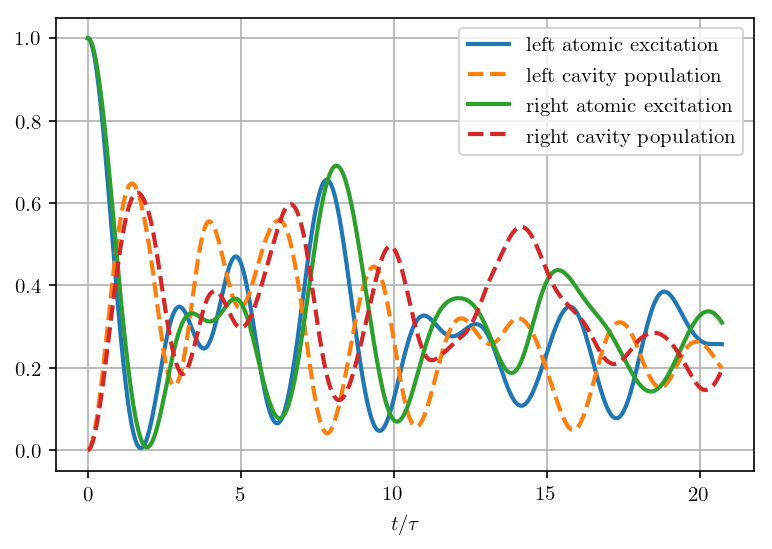 1.0
0.8
0.6
0.4
0.2
0.0
left atomic excitation
left cavity population
right atomic excitation
right cavity population
0 5 10 15 20
t/τ